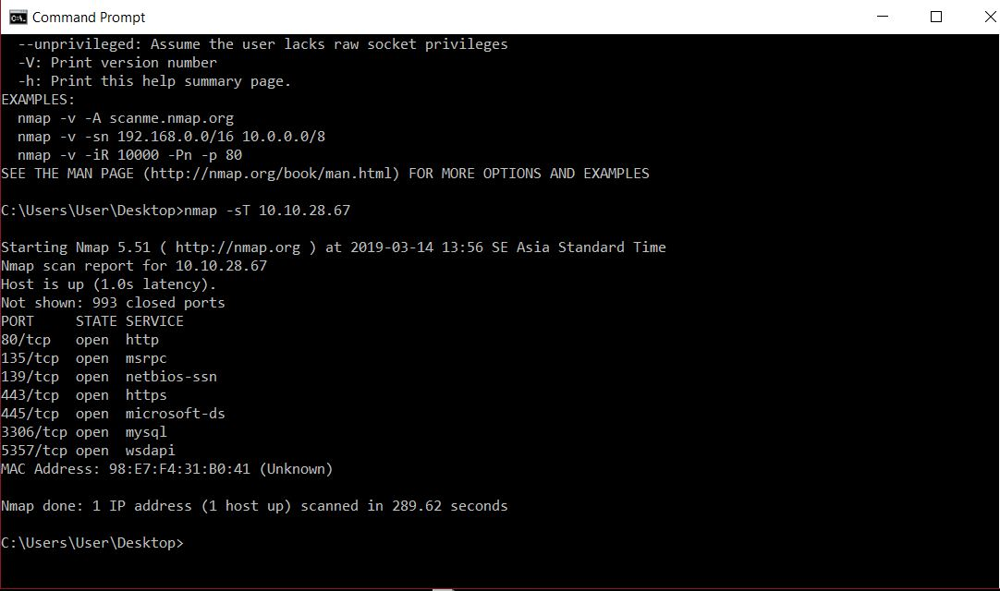 Command Prompt
--unprivileged: Assume the user lacks raw socket privileges
-V: Print version number
-h: Print this help summary page.
EXAMPLES:
nmap -v -A scanme.nmap.org
nmap -v -sn 192.168.0.0/16 10.0.0.0/8
nmap -v -iR 10000 -Pn -p 80
SEE THE MAN PAGE (http://nmap.org/book/man.html) FOR MORE OPTIONS AND EXAMPLES
C:\Users\User\Desktop>nmap -sT 10.10.28.67
Starting Nmap 5.51 ( http://nmap.org ) at 2019-03-14 13:56 SE Asia Standard Time
Nmap scan report for 10.10.28.67
Host is up (1.0s latency).
Not shown: 993 closed ports
PORT     STATE SERVICE
80/tcp   open  http
135/tcp  open  msrpc
139/tcp  open  netbios-ssn
443/tcp  open  https
445/tcp  open  microsoft-ds
3306/tcp open  mysql
5357/tcp open  wsdapi
MAC Address: 98:E7:F4:31:B0:41 (Unknown)
Nmap done: 1 IP address (1 host up) scanned in 289.62 seconds
C:\Users\User\Desktop>